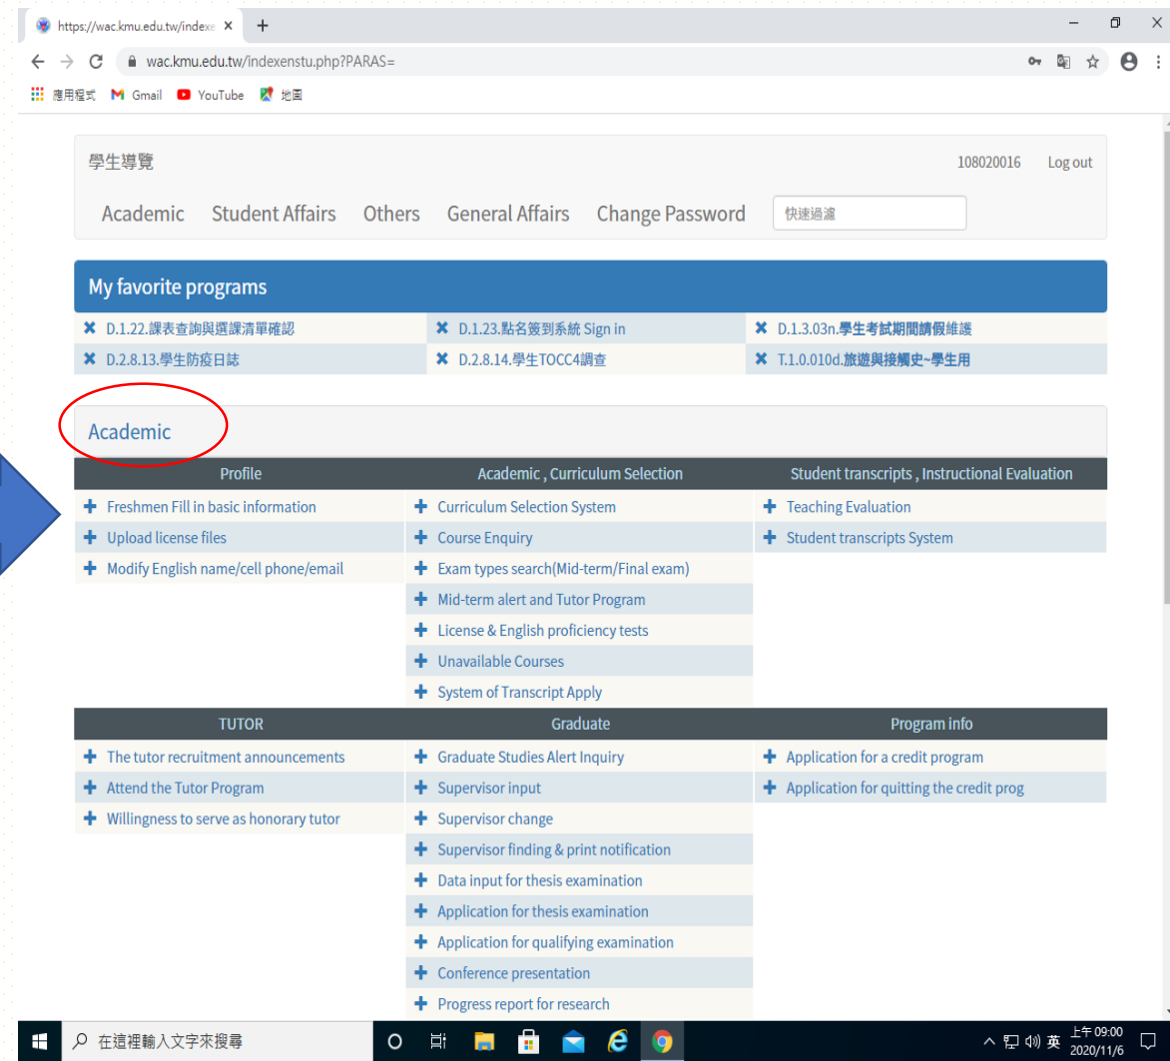 https://wac.kmu.edu.tw/indexe
wac.kmu.edu.tw/indexenstu.php?PARAS=
應用程式 Gmail YouTube 地圖
學生導覽 108020016 Log out
Academic Student Affairs Others General Affairs Change Password 快速過濾
My favorite programs
D.1.22.課表查詢與選課清單確認 D.1.23.點名簽到系統 Sign in D.1.3.03n.學生考試期間請假維護
D.2.8.13.學生防疫日誌 D.2.8.14.學生TOCC4調查 T.1.0.010d.旅遊與接觸史~學生用
Academic
Profile Academic , Curriculum Selection Student transcripts , Instructional Evaluation
Freshmen Fill in basic information Curriculum Selection System Teaching Evaluation
Upload license files Course Enquiry Student transcripts System
Modify English name/cell phone/email Exam types search(Mid-term/Final exam)
Mid-term alert and Tutor Program
License & English proficiency tests
Unavailable Courses
System of Transcript Apply
TUTOR Graduate Program info
The tutor recruitment announcements Graduate Studies Alert Inquiry Application for a credit program
Attend the Tutor Program Supervisor input Application for quitting the credit prog
Willingness to serve as honorary tutor Supervisor change
Supervisor finding & print notification
Data input for thesis examination
Application for thesis examination
Application for qualifying examination
Conference presentation
Progress report for research
在這裡輸入文字來搜尋 英 上午 09:00
2020/11/6